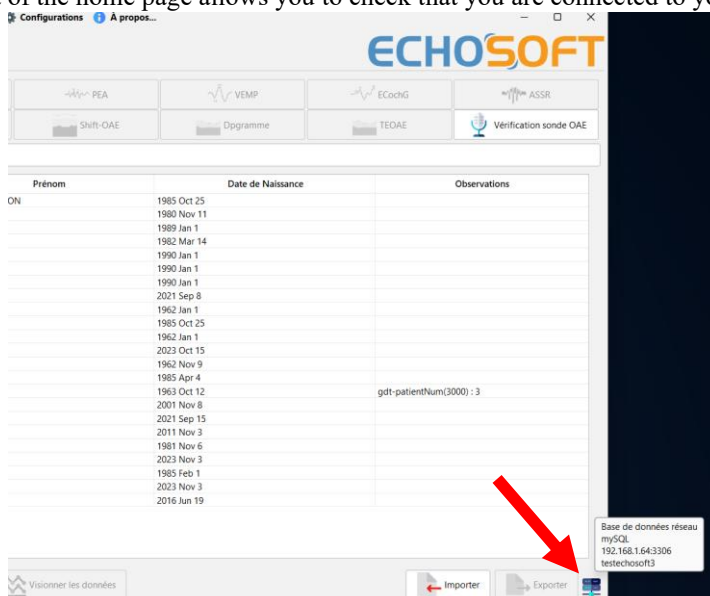 of the home page allows you to check that you are connected to yo
Configurations À propos...
ECHOSOFT
PEA VEMP ECochG ASSR
Shift-OAE Dpgramme TEOAE Vérification sonde OAE
Prénom Date de Naissance Observations
ON 1985 Oct 25
1980 Nov 11
1989 Jan 1
1982 Mar 14
1990 Jan 1
1990 Jan 1
1990 Jan 1
2021 Sep 8
1962 Jan 1
1985 Oct 25
1962 Jan 1
2023 Oct 15
1962 Nov 9
1985 Apr 4
1963 Oct 12 gdt-patientNum(3000) : 3
2001 Nov 8
2021 Sep 15
2011 Nov 3
1981 Nov 6
2023 Nov 3
1985 Feb 1
2023 Nov 3
2016 Jun 19
Base de données réseau
mySQL
192.168.1.64:3306
testechosoft3
Visionner les données Importer Exporter